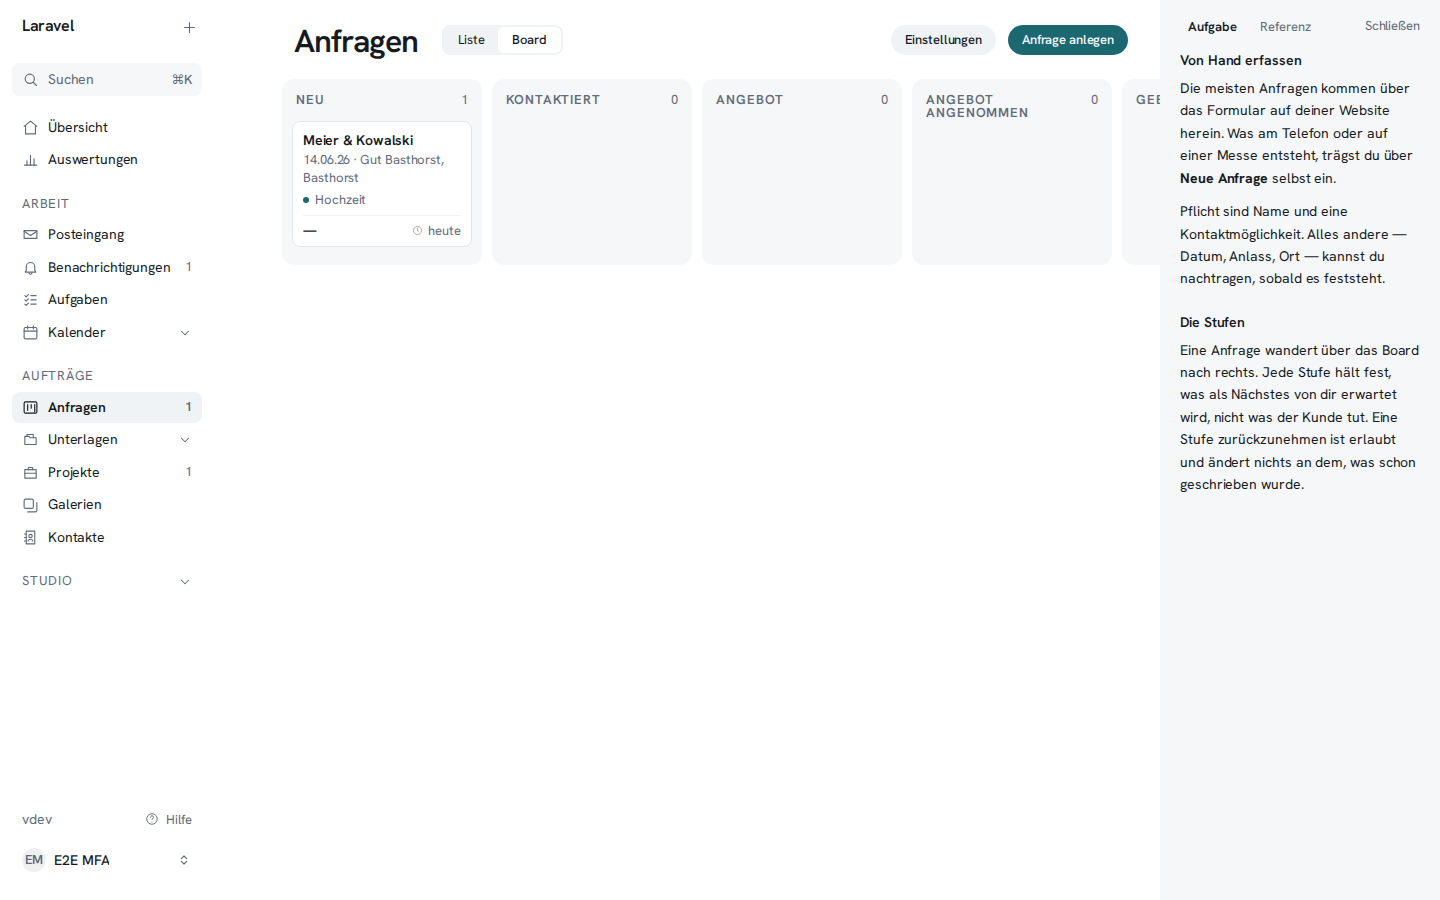 Laravel
Suchen ⌘K
Übersicht
Auswertungen
ARBEIT
Posteingang
Benachrichtigungen 1
Aufgaben
Kalender
AUFTRÄGE
Anfragen 1
Unterlagen
Projekte 1
Galerien
Kontakte
STUDIO
vdev
Hilfe
EM E2E MFA
Anfragen
Liste Board
Einstellungen
Anfrage anlegen
NEU 1
Meier & Kowalski
14.06.26 · Gut Basthorst,
Basthorst
Hochzeit
— heute
KONTAKTIERT 0
ANGEBOT 0
ANGEBOT 0
ANGENOMMEN
Aufgabe Referenz Schließen
Von Hand erfassen
Die meisten Anfragen kommen über
das Formular auf deiner Website
herein. Was am Telefon oder auf
einer Messe entsteht, trägst du über
Neue Anfrage selbst ein.
Pflicht sind Name und eine
Kontaktmöglichkeit. Alles andere —
Datum, Anlass, Ort — kannst du
nachtragen, sobald es feststeht.
Die Stufen
Eine Anfrage wandert über das Board
nach rechts. Jede Stufe hält fest,
was als Nächstes von dir erwartet
wird, nicht was der Kunde tut. Eine
Stufe zurückzunehmen ist erlaubt
und ändert nichts an dem, was schon
geschrieben wurde.